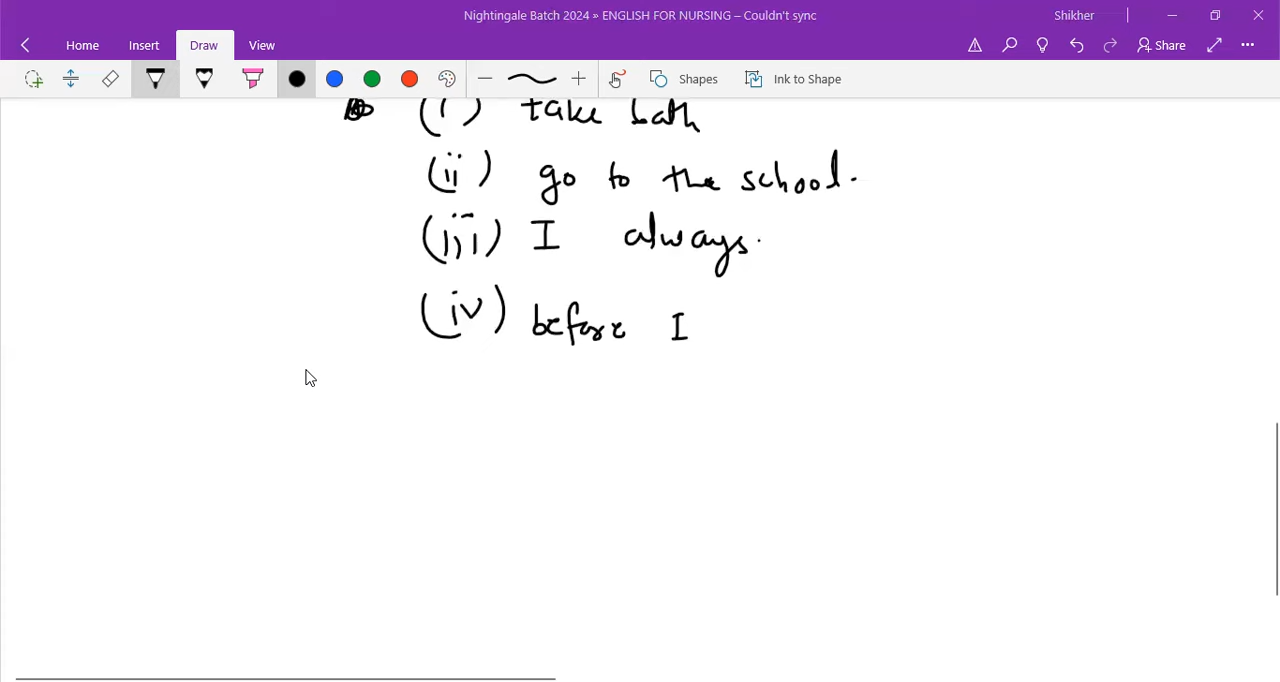 Nightingale Batch 2024 » ENGLISH FOR NURSING – Couldn't sync
Shikher
Home Insert Draw View
Share
Shapes
Ink to Shape
(i) take bath
(ii) go to the school.
(iii) I always.
(iv) before I